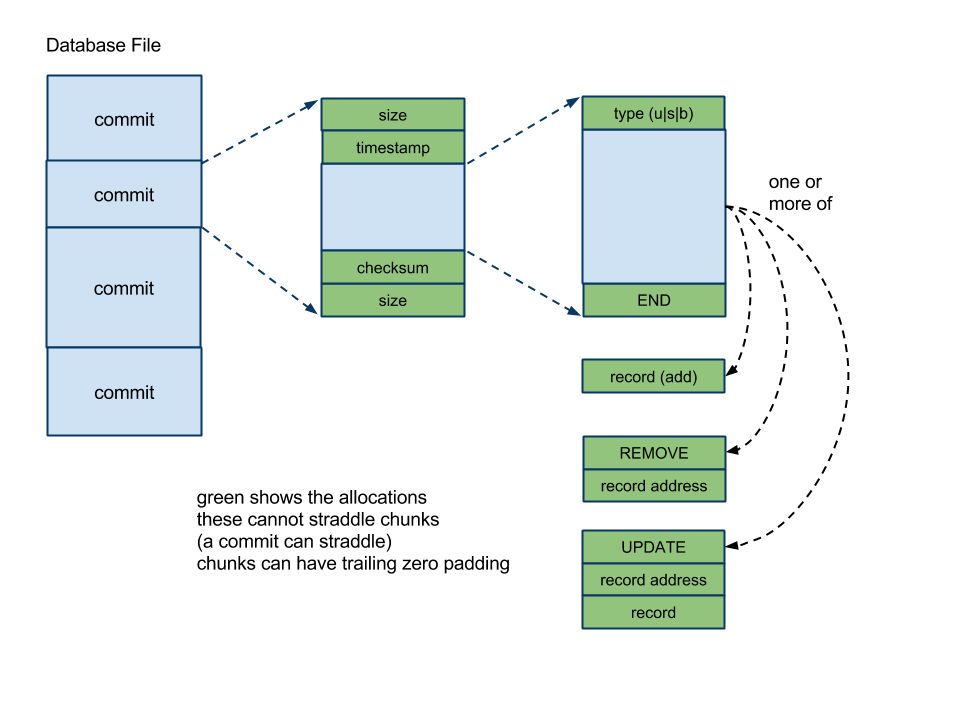 Database File
commit
commit
commit
commit
size
timestamp
checksum
size
type (u|s|b)
END
one or
more of
record (add)
REMOVE
record address
UPDATE
record address
record
green shows the allocations
these cannot straddle chunks
(a commit can straddle)
chunks can have trailing zero padding